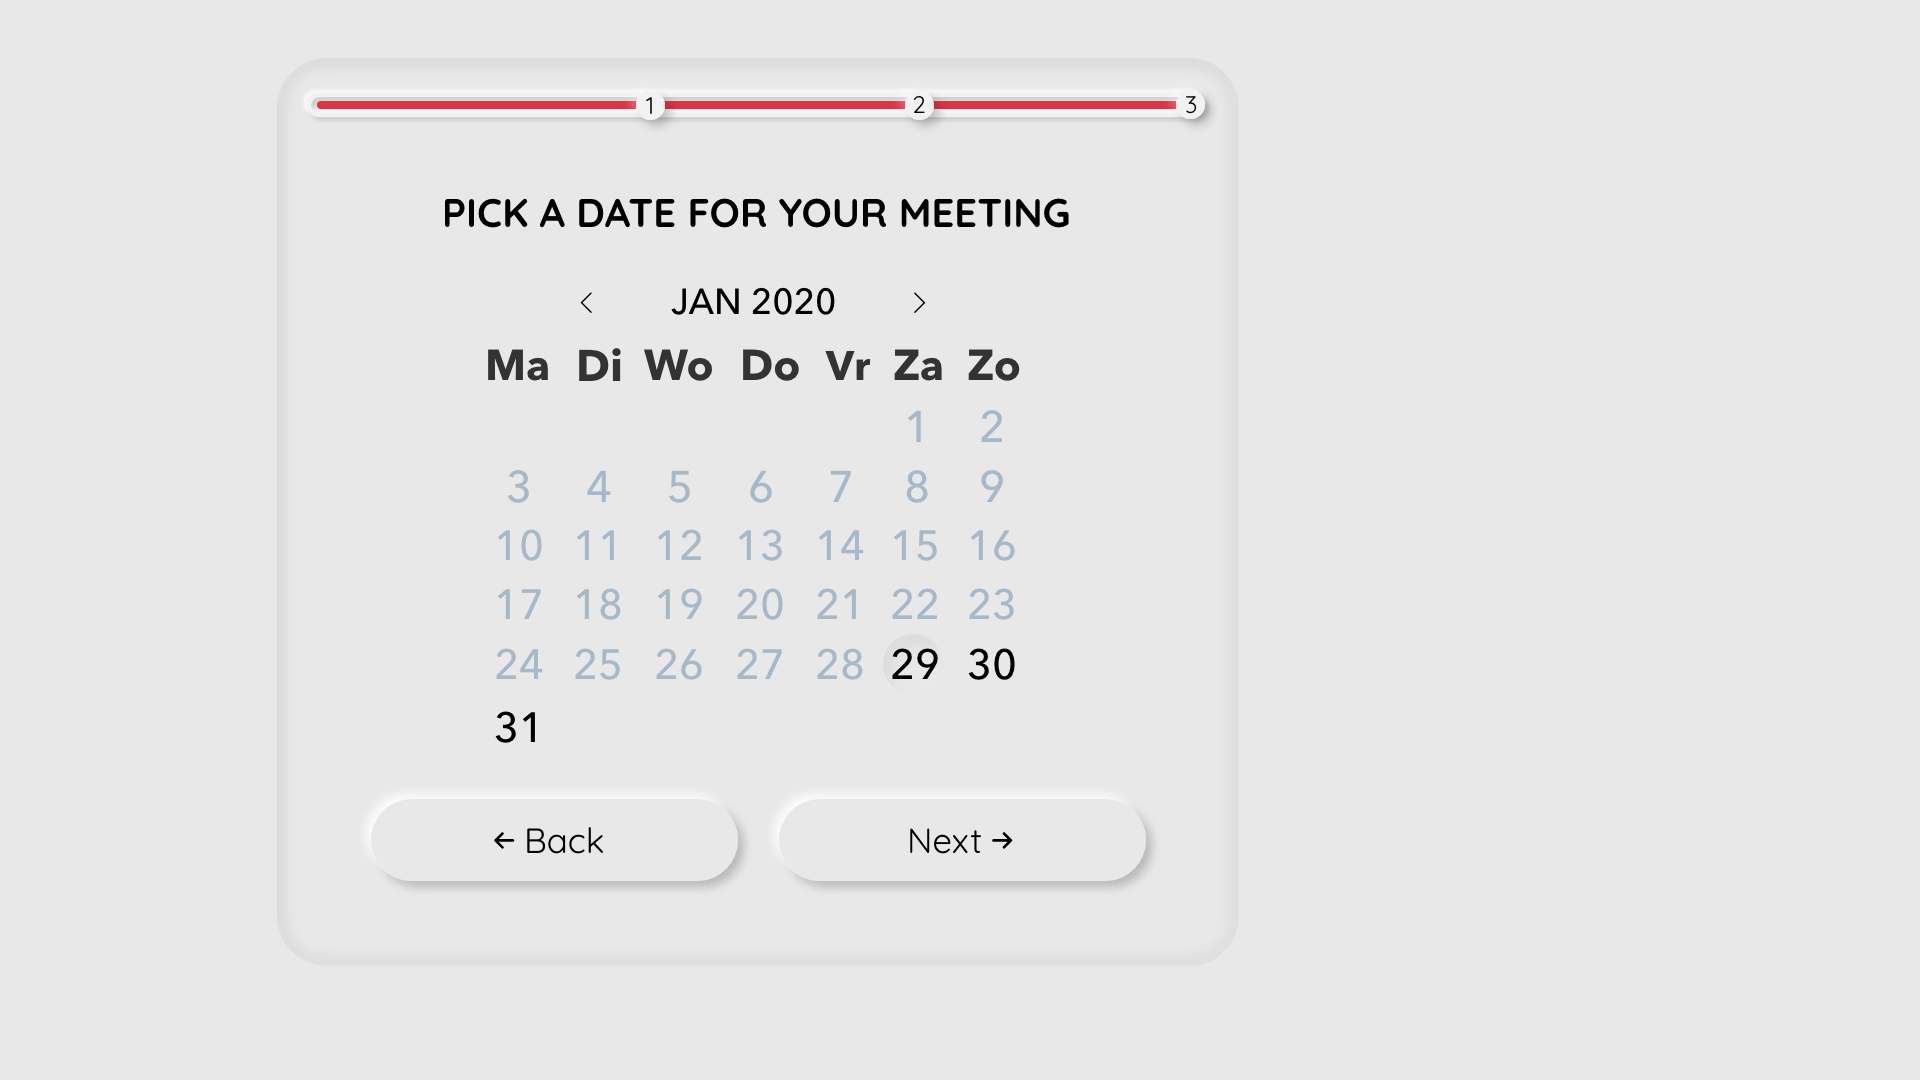 1 2 3
PICK A DATE FOR YOUR MEETING
< JAN 2020 >
Ma Di Wo Do Vr Za Zo
1 2
3 4 5 6 7 8 9
10 11 12 13 14 15 16
17 18 19 20 21 22 23
24 25 26 27 28 29 30
31
← Back Next →